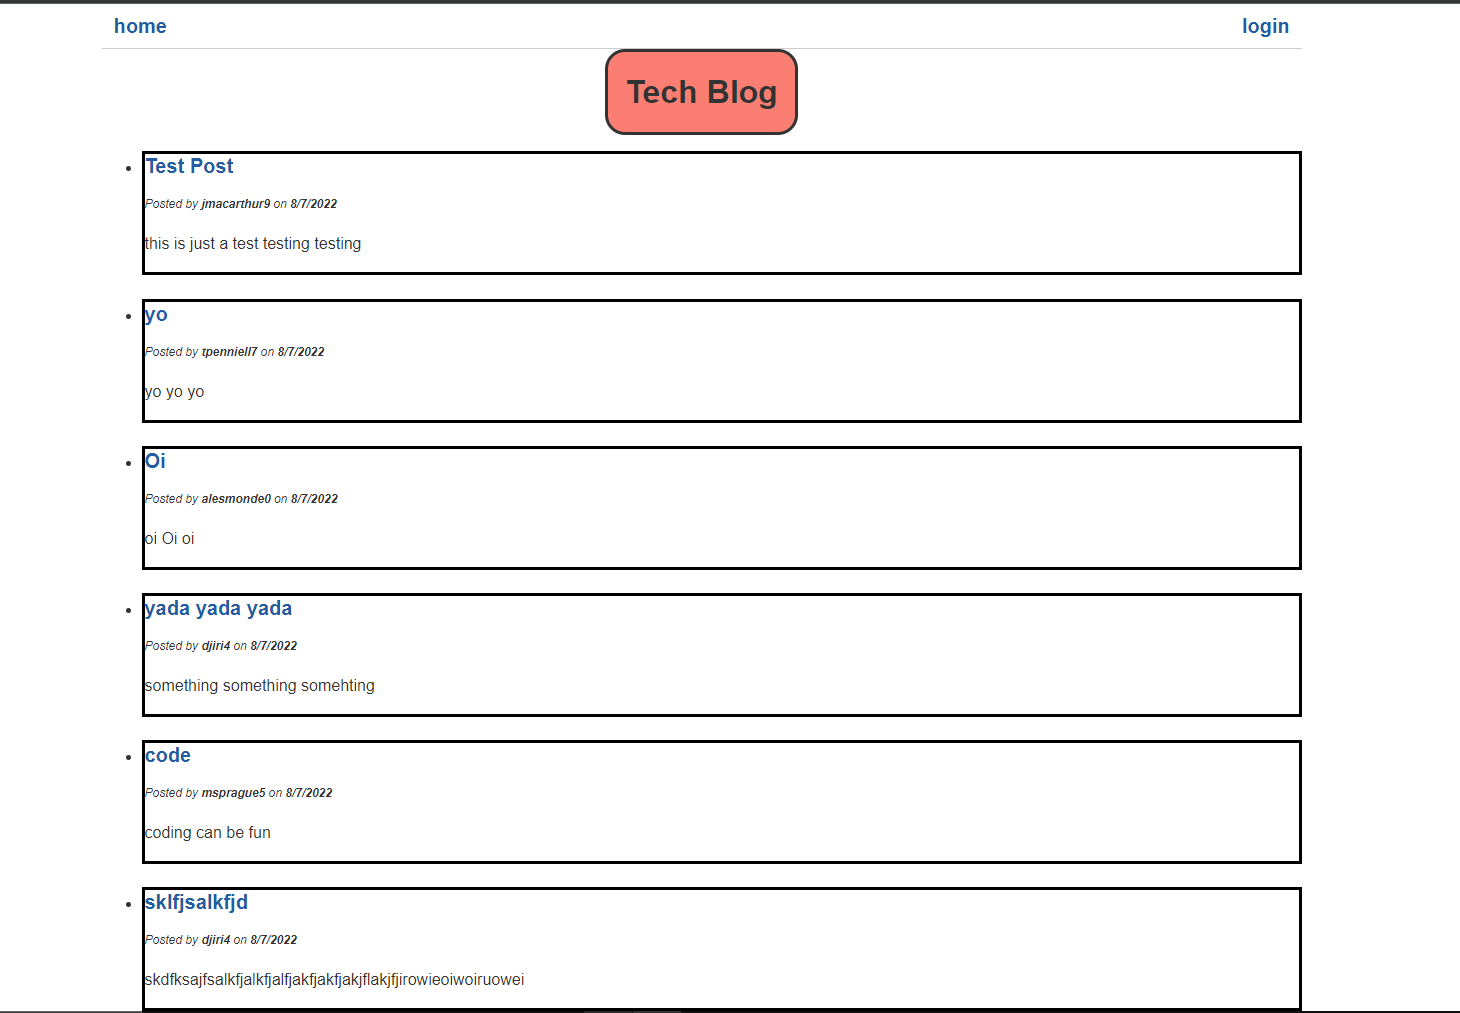 home login
Tech Blog
Test Post
Posted by jmacarthur9 on 8/7/2022
this is just a test testing testing
yo
Posted by tpenniell7 on 8/7/2022
yo yo yo
Oi
Posted by alesmonde0 on 8/7/2022
oi Oi oi
yada yada yada
Posted by djiri4 on 8/7/2022
something something somehting
code
Posted by msprague5 on 8/7/2022
coding can be fun
sklfjsalkfjd
Posted by djiri4 on 8/7/2022
skdfksajfsalkfjalkfjalfjakfjakfjakjflakjfjirowieoiwoiruowei